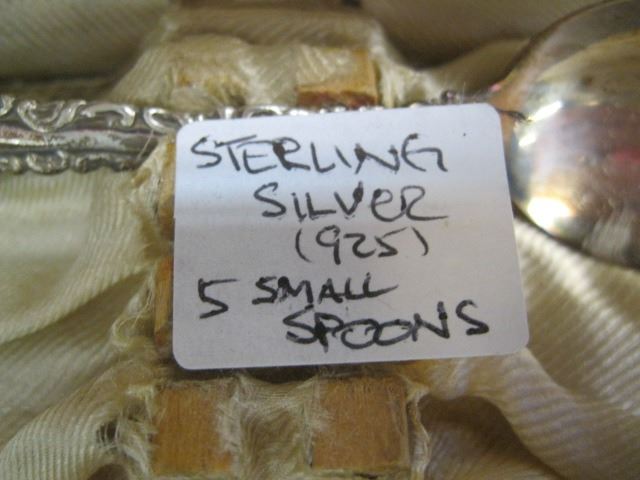 STERLING
SILVER
(925)
5 SMALL
SPOONS